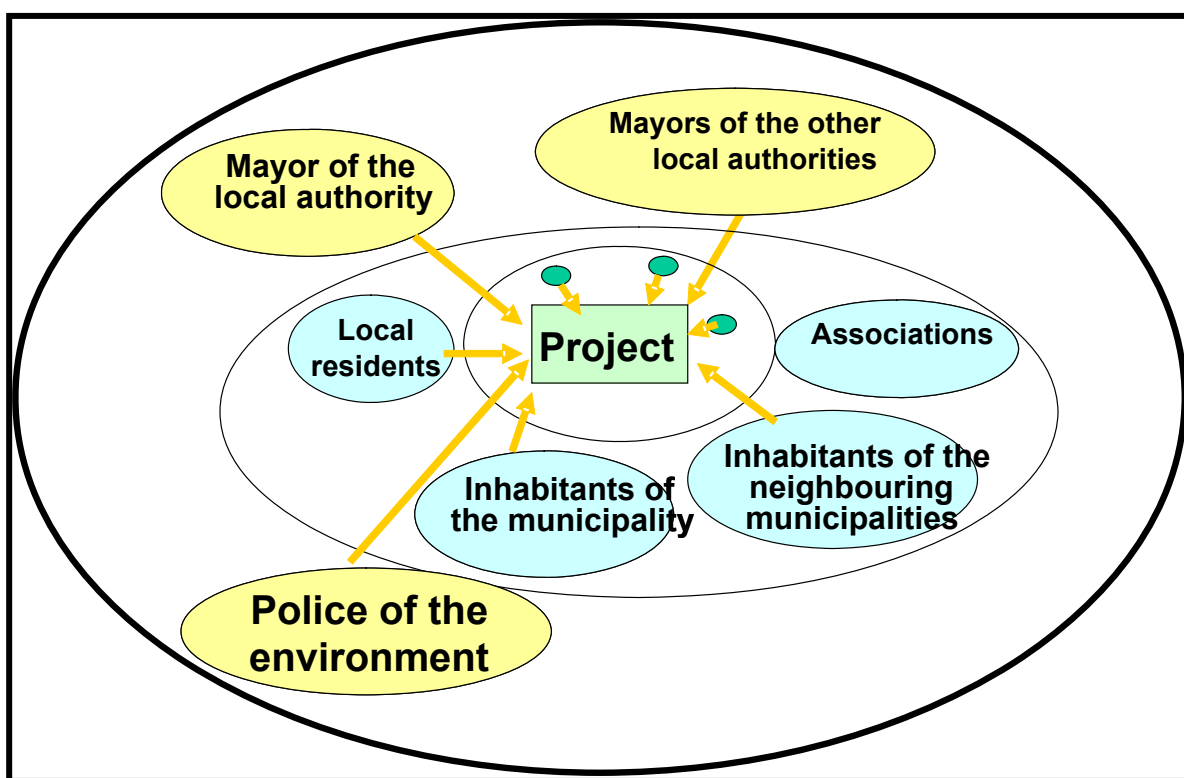 Mayor of the
local authority
Mayors of the other
local authorities
Local
residents
Project
Associations
Inhabitants of
the municipality
Inhabitants of the
neighbouring
municipalities
Police of the
environment